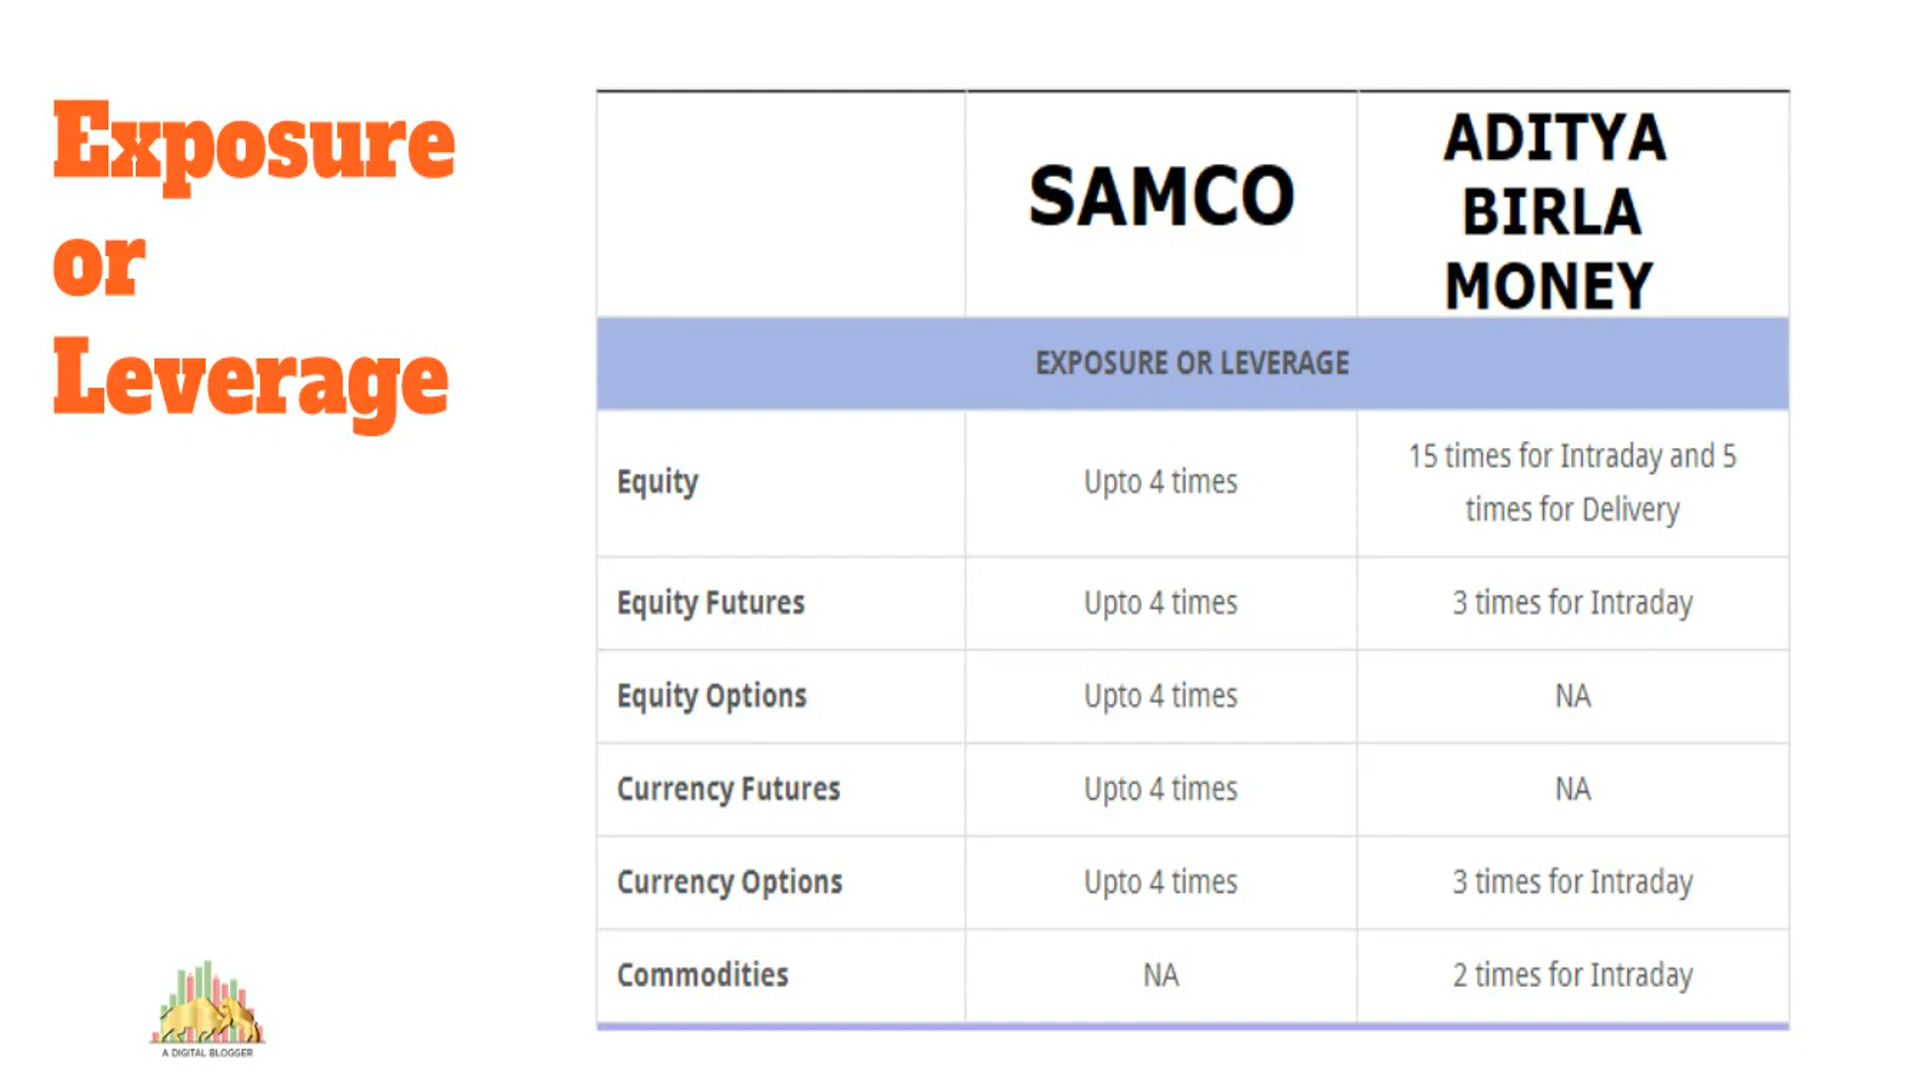 Exposure
or
Leverage
SAMCO
ADITYA
BIRLA
MONEY
EXPOSURE OR LEVERAGE
Equity
Upto 4 times
15 times for Intraday and 5
times for Delivery
Equity Futures
Upto 4 times
3 times for Intraday
Equity Options
Upto 4 times
NA
Currency Futures
Upto 4 times
NA
Currency Options
Upto 4 times
3 times for Intraday
Commodities
NA
2 times for Intraday
A DIGITAL BLOGGER